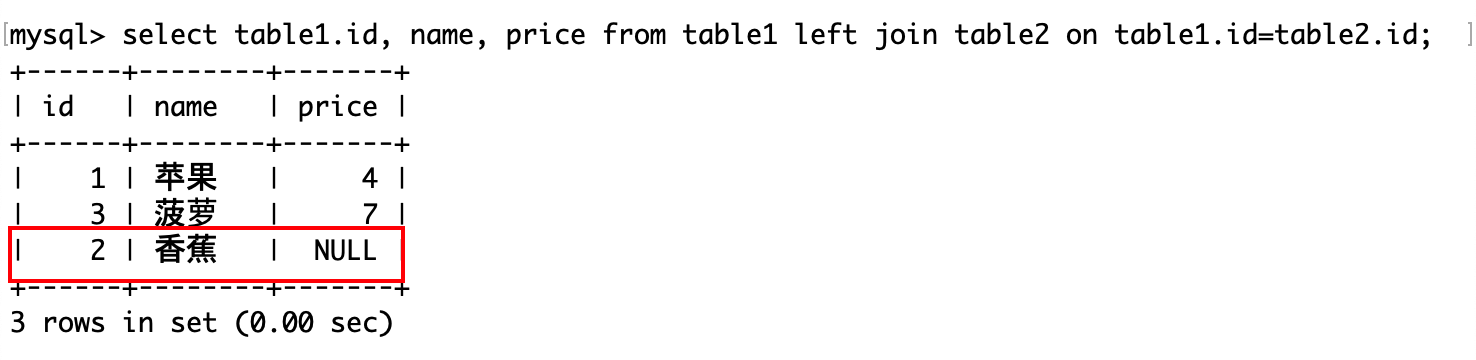 [mysql> select table1.id, name, price from table1 left join table2 on table1.id=table2.id; ]
+------+--------+-------+
| id   | name   | price |
+------+--------+-------+
|    1 | 苹果   |     4 |
|    3 | 菠萝   |     7 |
|    2 | 香蕉   |  NULL |
+------+--------+-------+
3 rows in set (0.00 sec)